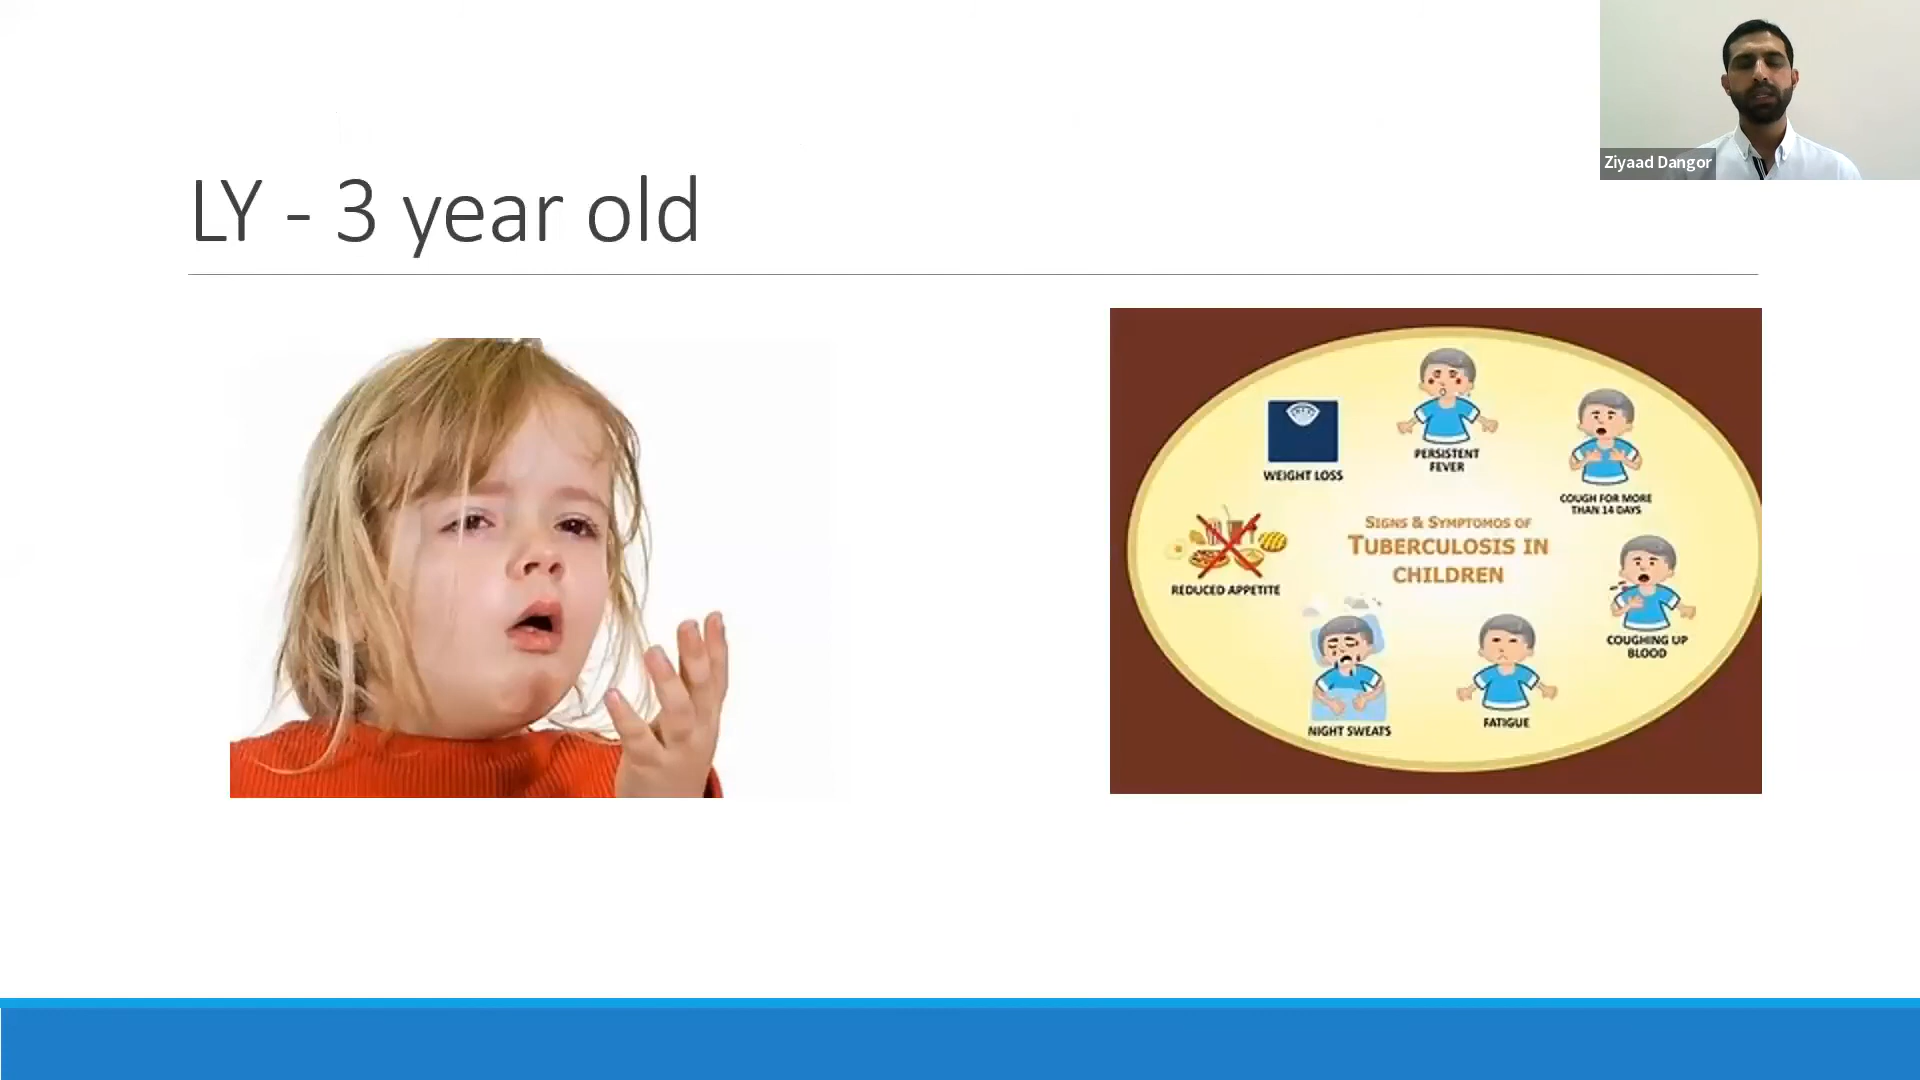 Ziyaad Dangor
LY - 3 year old
PERSISTENT
FEVER
WEIGHT LOSS
COUGH FOR MORE
THAN 14 DAYS
SIGNS & SYMPTOMOS OF
TUBERCULOSIS IN
CHILDREN
REDUCED APPETITE
COUGHING UP
BLOOD
NIGHT SWEATS
FATIGUE